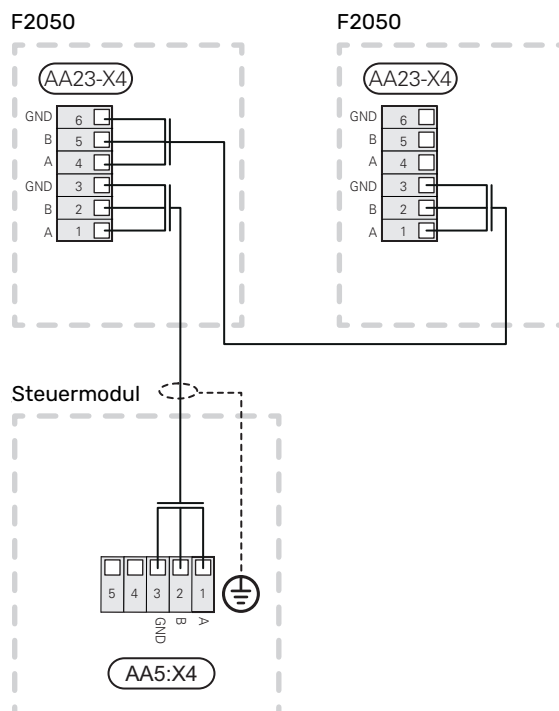 F2050
F2050
AA23-X4
AA23-X4
GND 6
B 5
A 4
GND 3
B 2
A 1
GND 6
B 5
A 4
GND 3
B 2
A 1
Steuermodul
5 4 3 2 1
GND B A
AA5:X4